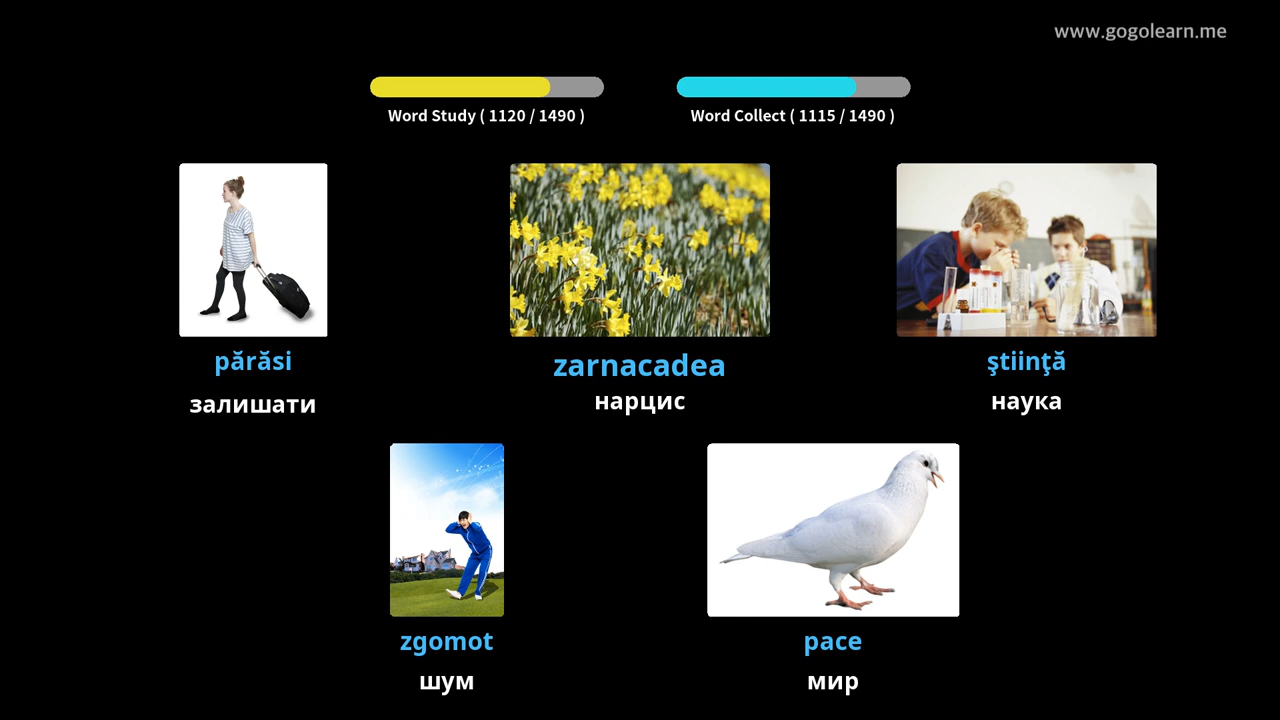 www.gogolearn.me
Word Study ( 1120 / 1490 )
Word Collect ( 1115 / 1490 )
părăsi
zarnacadea
ştiinţă
залишати
нарцис
наука
zgomot
pace
шум
мир